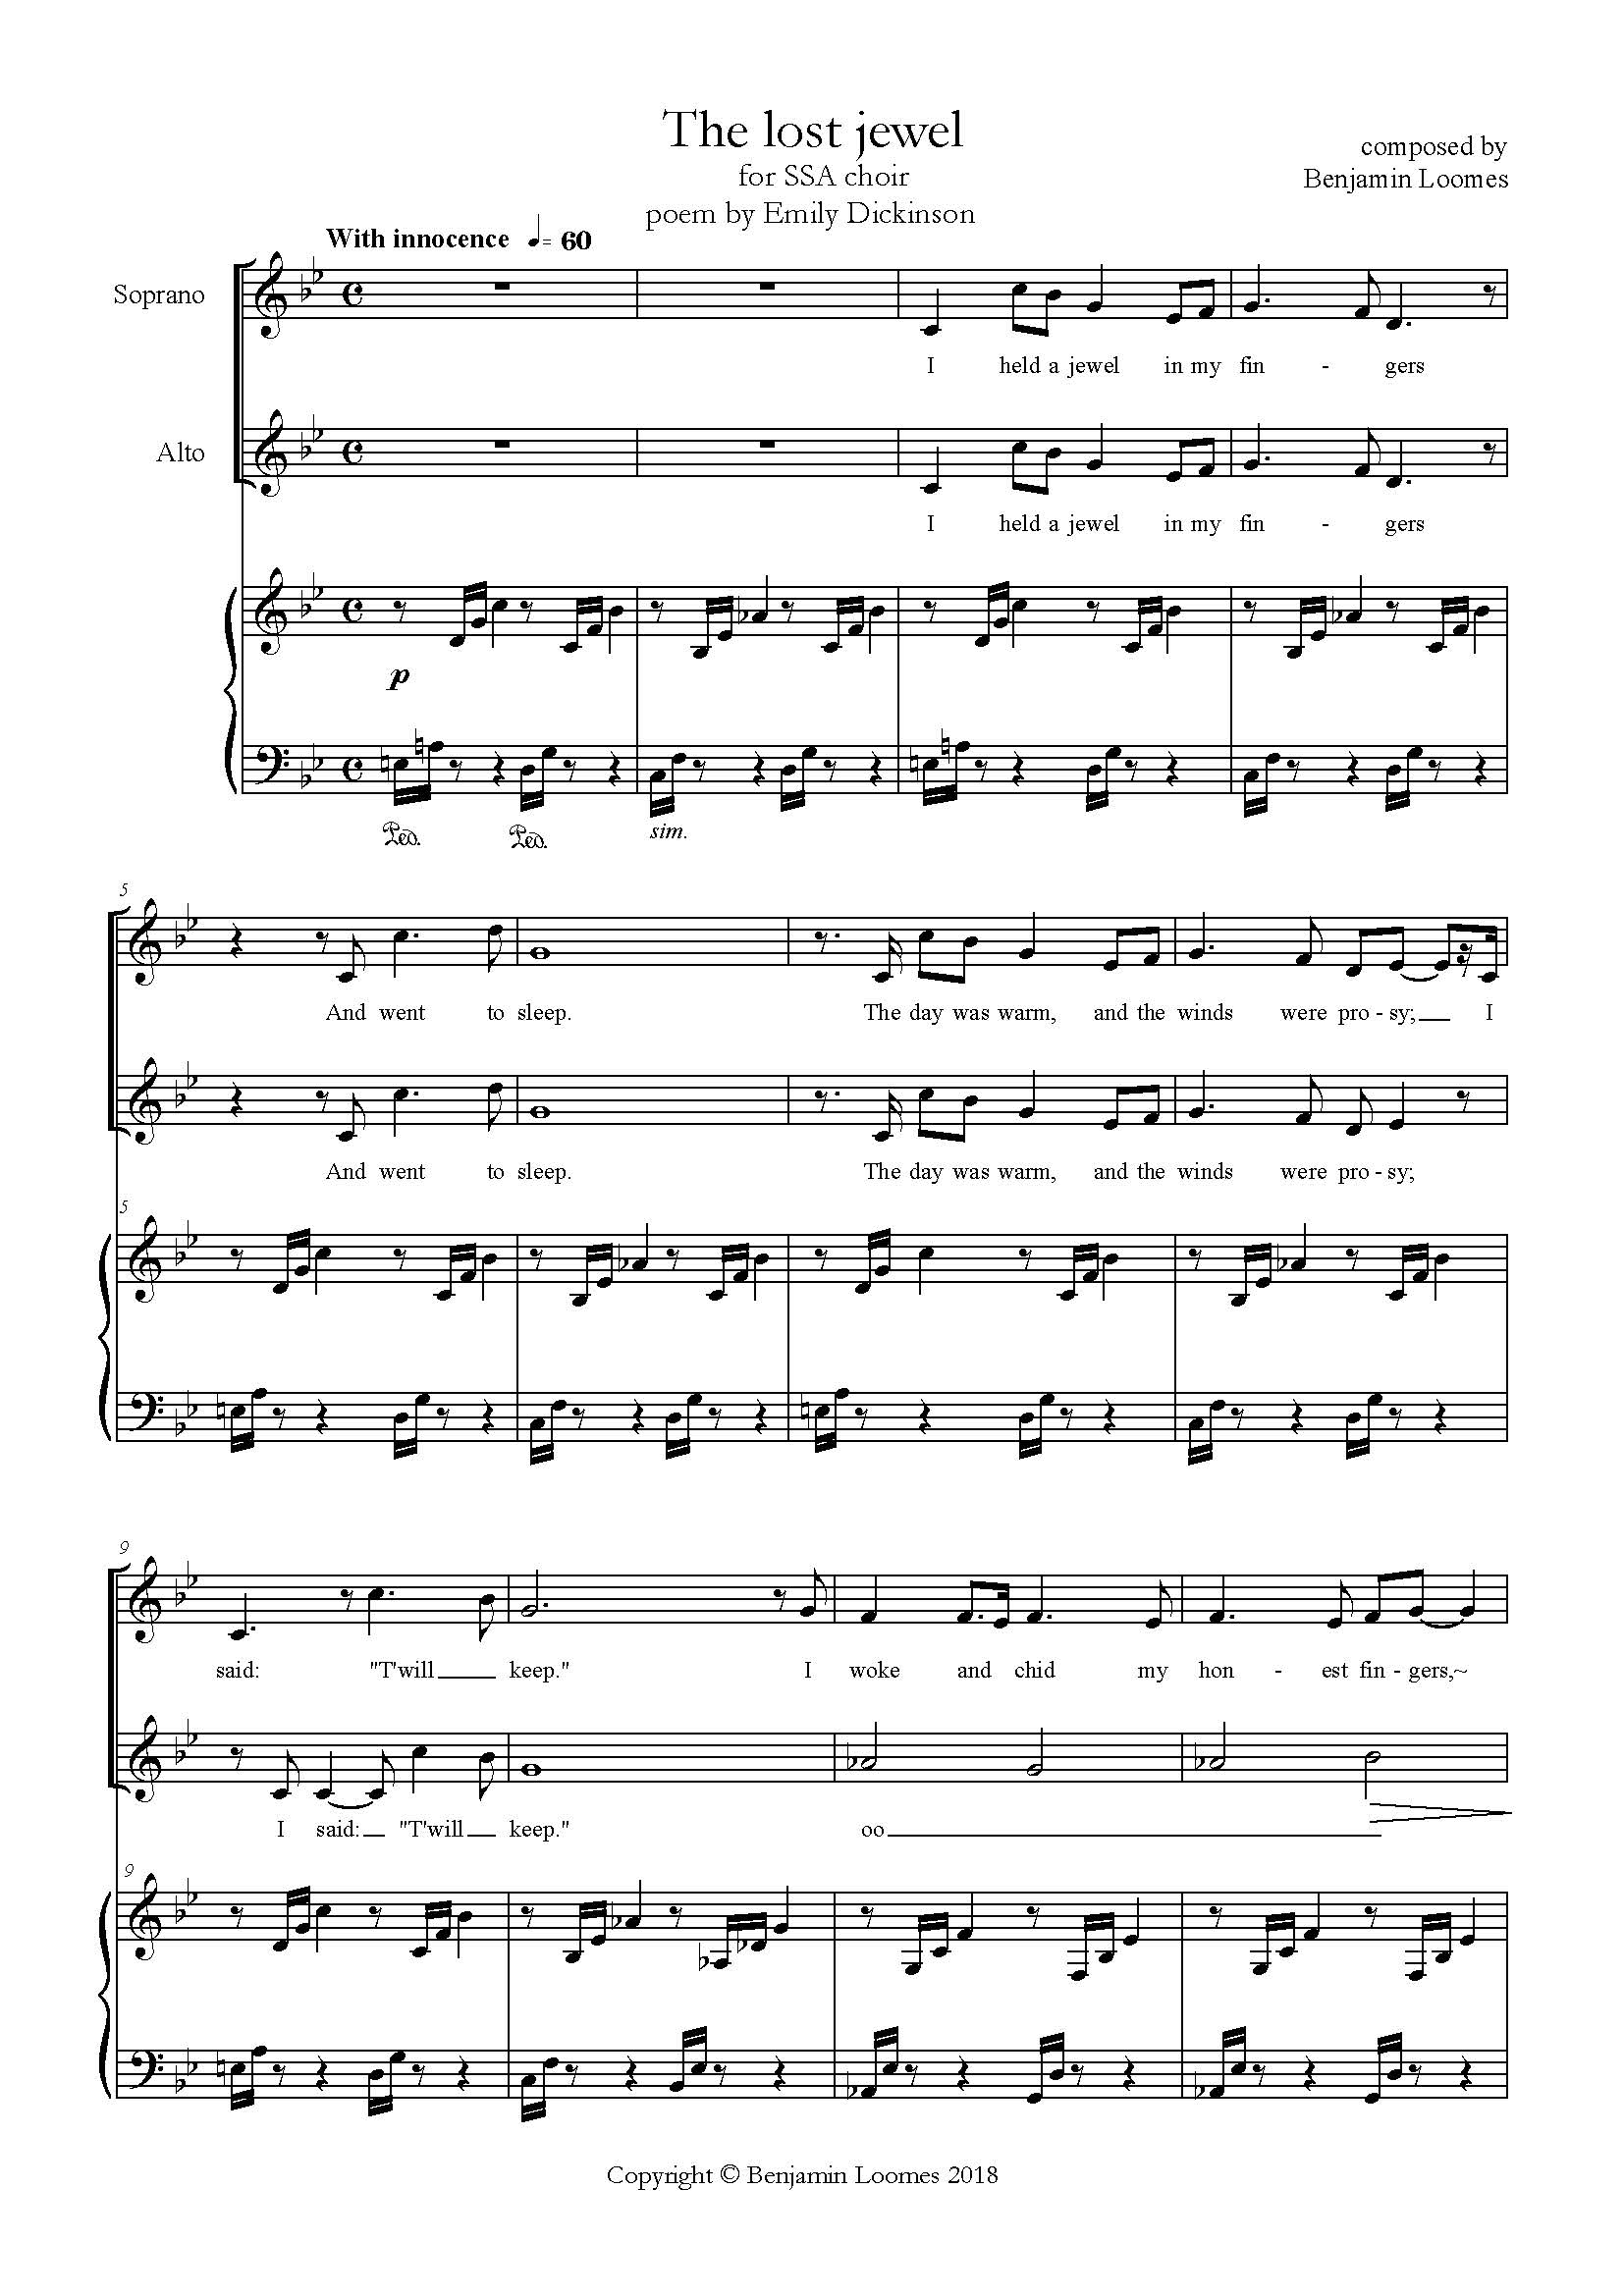 The lost jewel
for SSA choir
poem by Emily Dickinson
composed by
Benjamin Loomes
With innocence ♩= 60
Soprano
I held a jewel in my fin - gers
Alto
I held a jewel in my fin - gers
p
Ped. Ped. sim.
5
And went to sleep. The day was warm, and the winds were pro - sy; I
And went to sleep. The day was warm, and the winds were pro - sy;
5
9
said: "T'will keep." I woke and chid my hon - est fin - gers,~
I said: "T'will keep." oo
9
Copyright © Benjamin Loomes 2018